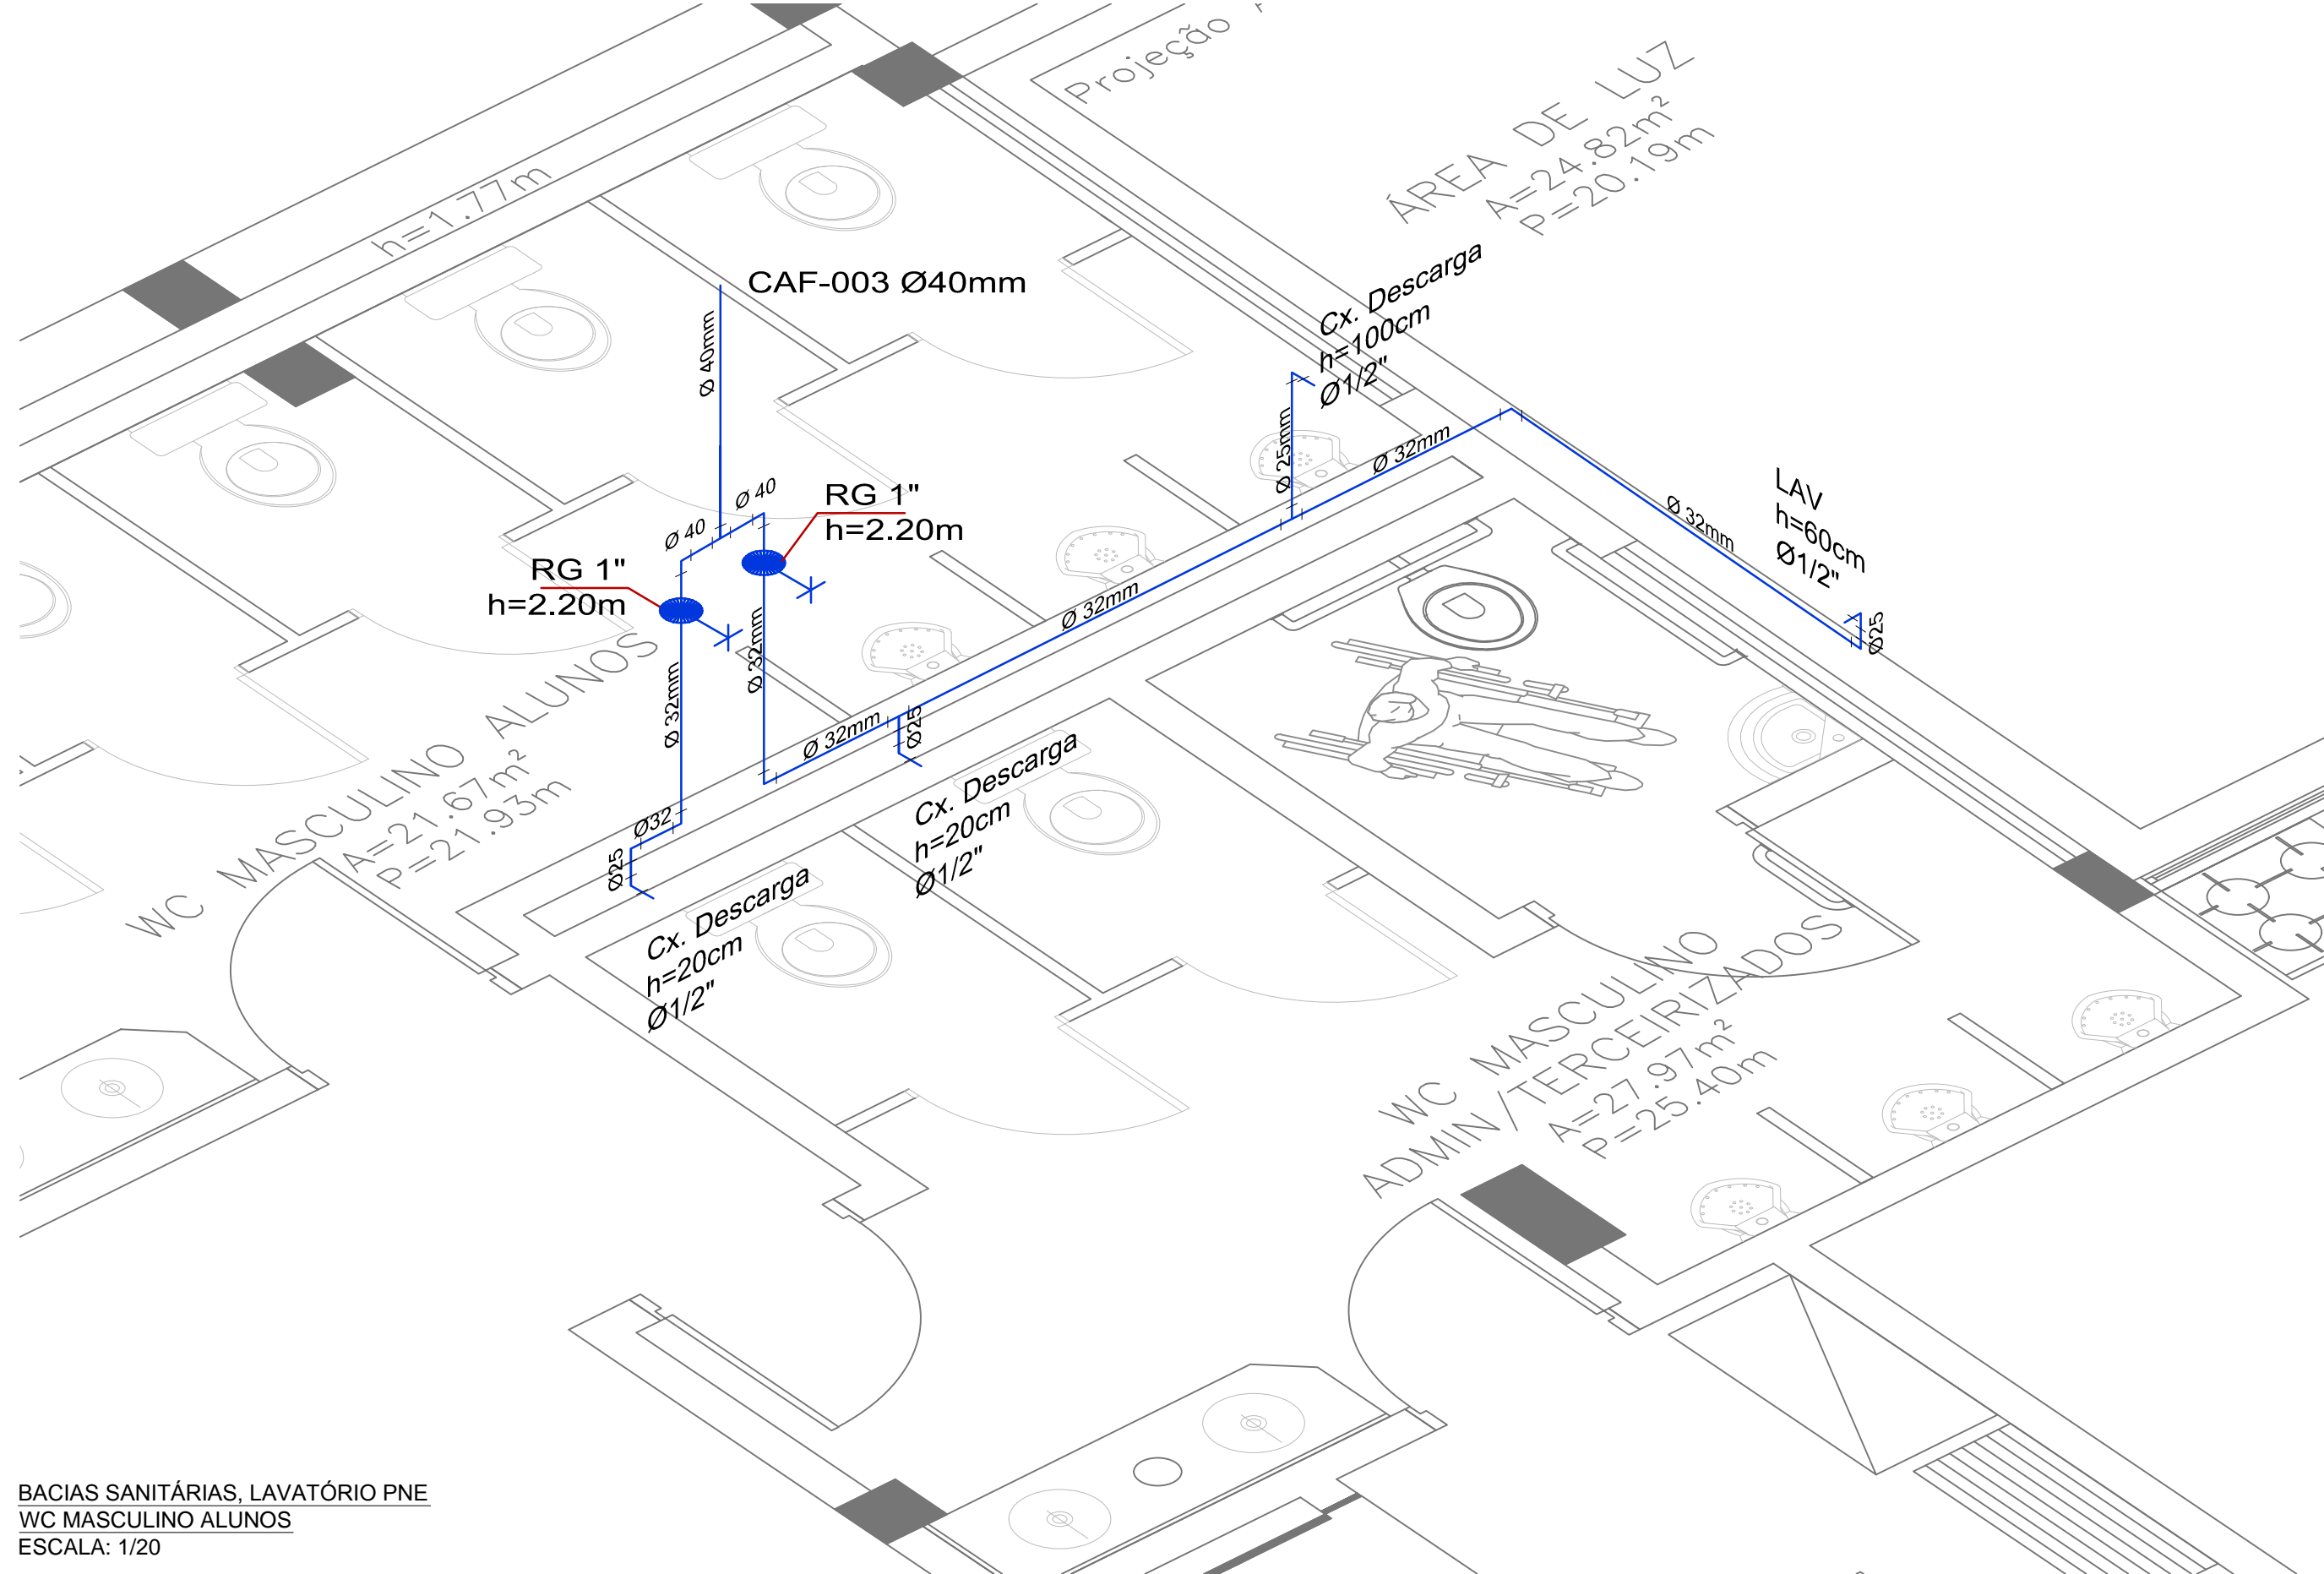 Projeção
ÁREA DE LUZ
A=24.82m²
P=20.19m
h=1.77m
CAF-003 Ø40mm
Ø 40mm
Cx. Descarga
h=100cm
Ø1/2"
Ø 25mm
Ø 32mm
Ø 32mm
LAV
h=60cm
Ø1/2"
Ø25
Ø 40
Ø 40
RG 1"
h=2.20m
RG 1"
h=2.20m
Ø 32mm
Ø 32mm
Ø 32mm
Ø 32mm
Ø25
Ø32
Ø25
WC MASCULINO ALUNOS
A=21.67m²
P=21.93m
Cx. Descarga
h=20cm
Ø1/2"
Cx. Descarga
h=20cm
Ø1/2"
WC MASCULINO
ADMIN/TERCEIRIZADOS
A=27.97m²
P=25.40m
BACIAS SANITÁRIAS, LAVATÓRIO PNE
WC MASCULINO ALUNOS
ESCALA: 1/20